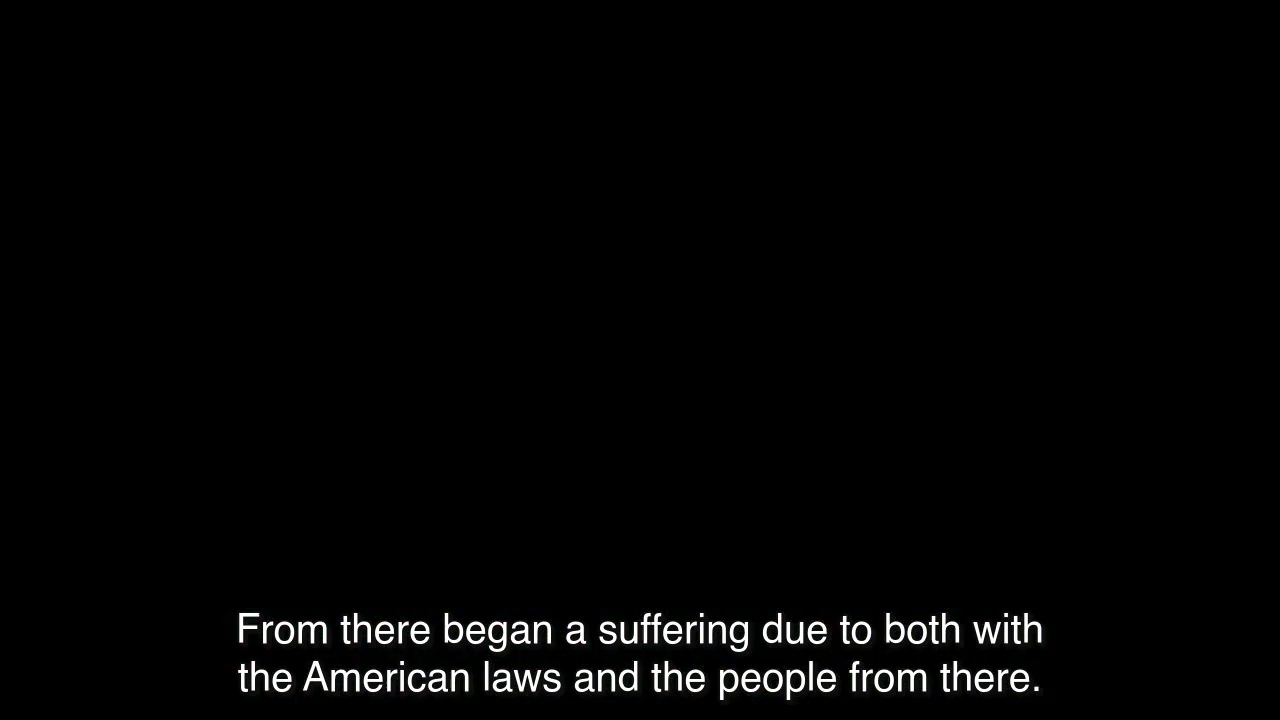 From there began a suffering due to both with
the American laws and the people from there.